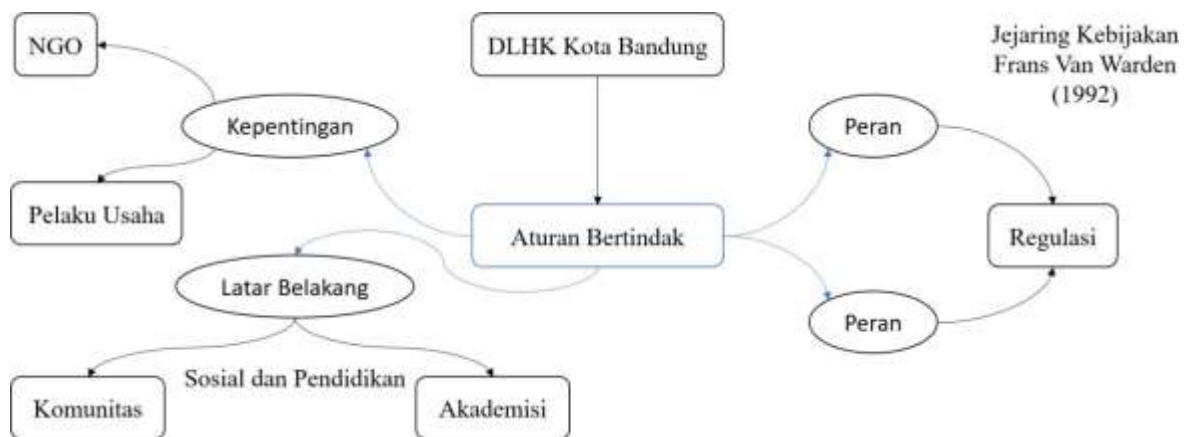 NGO
DLHK Kota Bandung
Jejaring Kebijakan
Frans Van Warden
(1992)
Kepentingan
Peran
Pelaku Usaha
Aturan Bertindak
Regulasi
Latar Belakang
Peran
Sosial dan Pendidikan
Komunitas
Akademisi